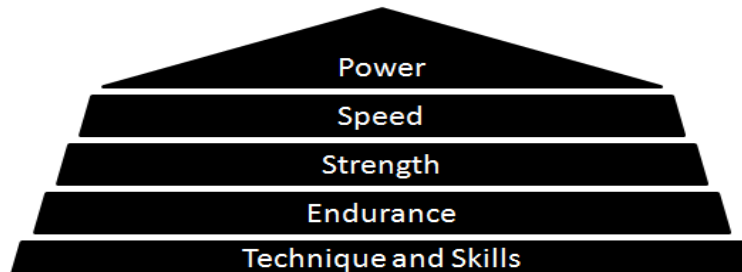 Power
Speed
Strength
Endurance
Technique and Skills